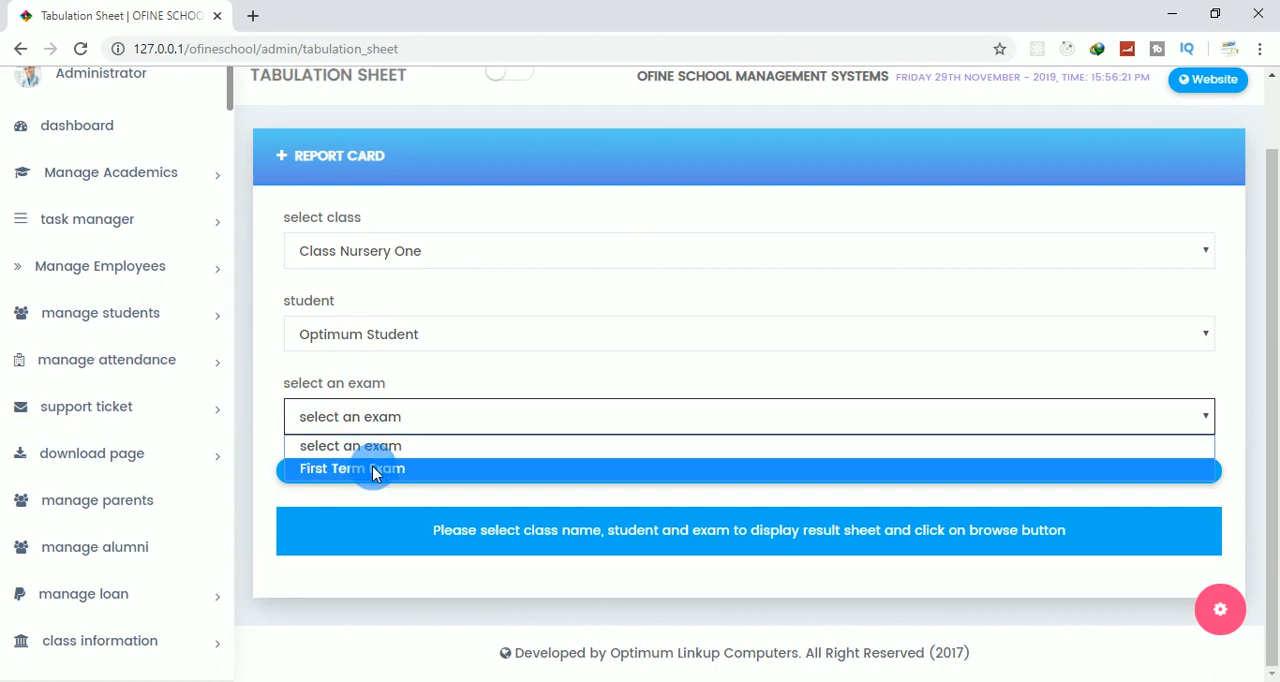 Tabulation Sheet | OFINE SCHOO
127.0.0.1/ofineschool/admin/tabulation_sheet
IQ
Administrator
TABULATION SHEET
OFINE SCHOOL MANAGEMENT SYSTEMS FRIDAY 29TH NOVEMBER - 2019, TIME: 15:56:21 PM
Website
dashboard
Manage Academics
task manager
Manage Employees
manage students
manage attendance
support ticket
download page
manage parents
manage alumni
manage loan
class information
+ REPORT CARD
select class
Class Nursery One
student
Optimum Student
select an exam
select an exam
select an exam
First Term Exam
Please select class name, student and exam to display result sheet and click on browse button
Developed by Optimum Linkup Computers. All Right Reserved (2017)